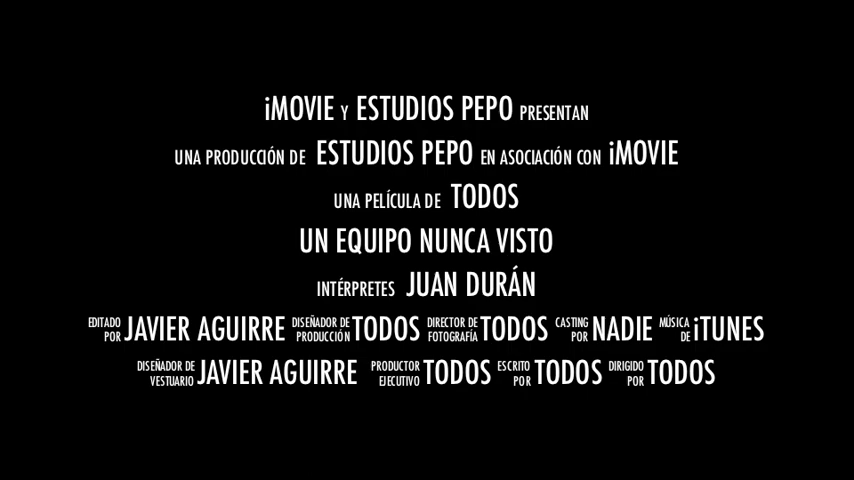 iMOVIE Y ESTUDIOS PEPO PRESENTAN
UNA PRODUCCIÓN DE ESTUDIOS PEPO EN ASOCIACIÓN CON iMOVIE
UNA PELÍCULA DE TODOS
UN EQUIPO NUNCA VISTO
INTÉRPRETES JUAN DURÁN
EDITADO POR JAVIER AGUIRRE DISEÑADOR DE PRODUCCIÓN TODOS DIRECTOR DE FOTOGRAFÍA TODOS CASTING POR NADIE MÚSICA DE iTUNES
DISEÑADOR DE VESTUARIO JAVIER AGUIRRE PRODUCTOR EJECUTIVO TODOS ESCRITO POR TODOS DIRIGIDO POR TODOS